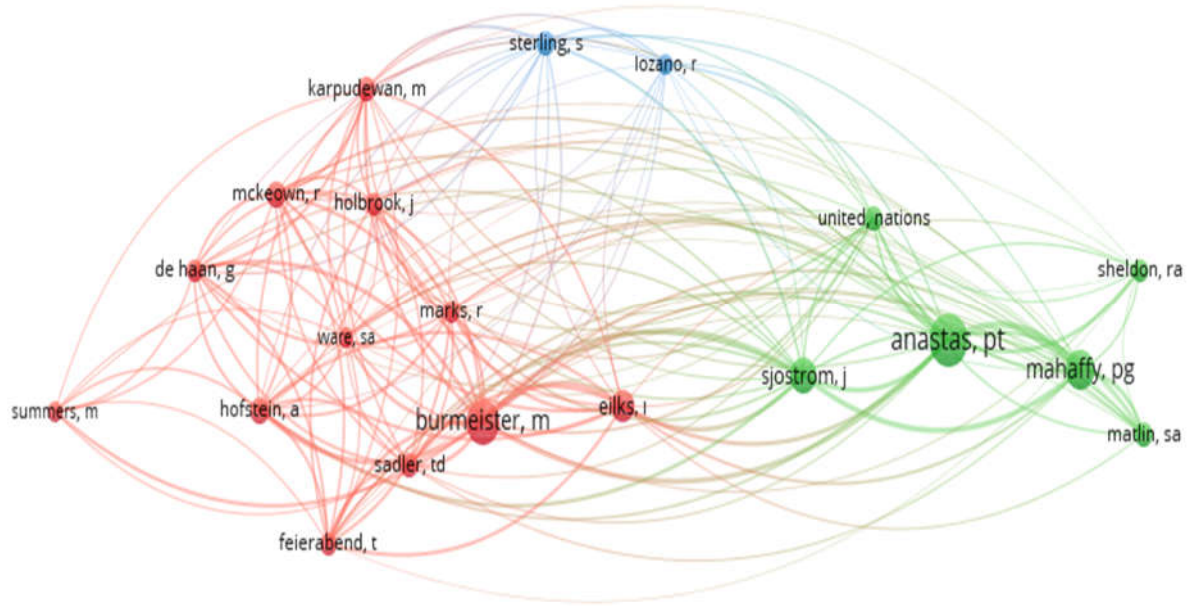 sterling, s
lozano, r
karpudewan, m
mckeown, r
holbrook, j
united, nations
de haan, g
sheldon, ra
marks, r
ware, sa
anastas, pt
mahaffy, pg
sjostrom, j
summers, m
hofstein, a
burmeister, m
eilks, ı
matlin, sa
sadler, td
feierabend, t